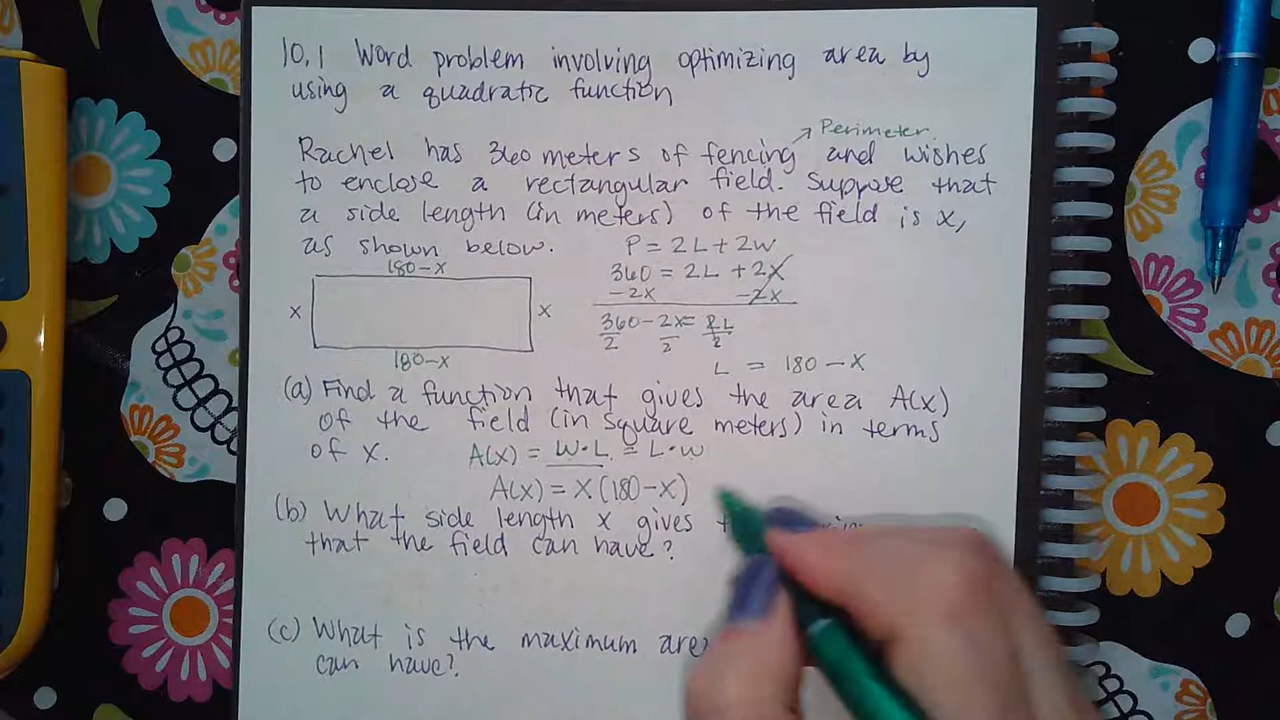 10.1 Word problem involving optimizing area by
using a quadratic function
→ Perimeter.
Rachel has 360 meters of fencing and wishes
to enclose a rectangular field. Suppose that
a side length (in meters) of the field is x,
as shown below.
P = 2L + 2W
180-x
360 = 2L + 2x
-2x -2x
x
x
360 - 2x = 2L
2 2 2
180-x
L = 180 - x
(a) Find a function that gives the area A(x)
of the field (in square meters) in terms
of x.
A(x) = W·L = L·W
A(x) = x(180-x)
(b) What side length x gives
that the field can have?
(c) What is the maximum
can have?